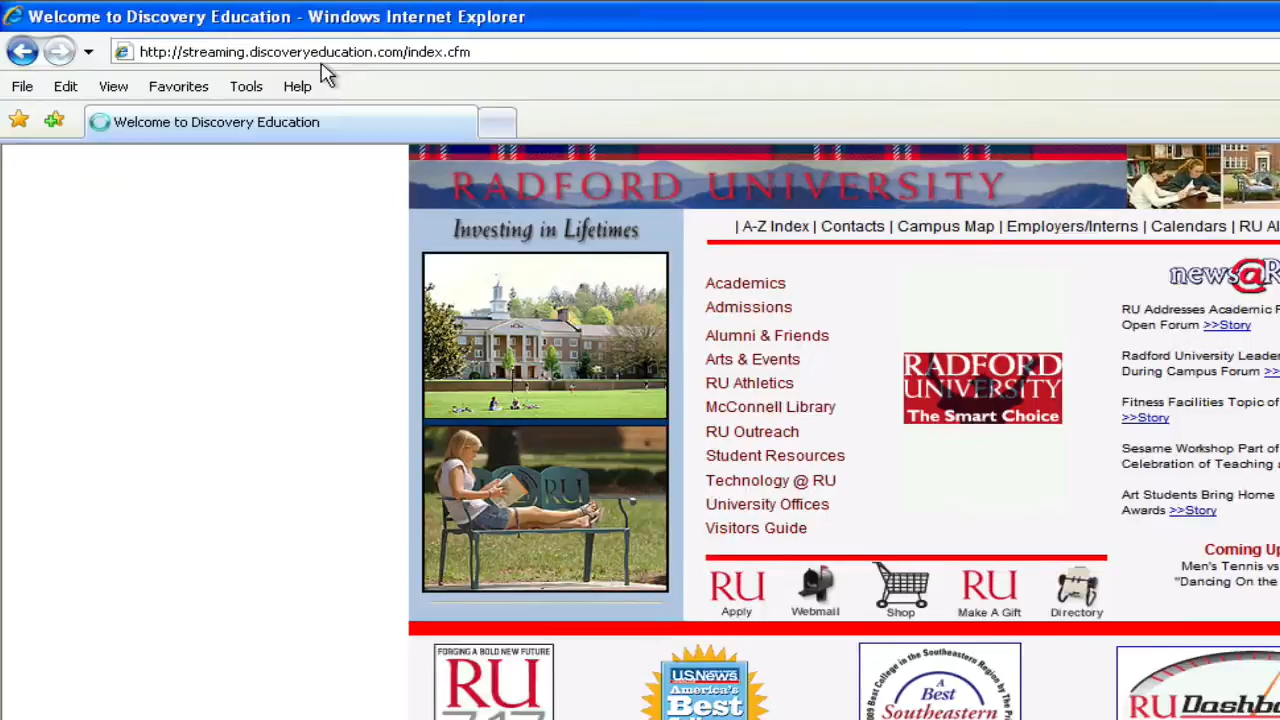 Welcome to Discovery Education - Windows Internet Explorer
http://streaming.discoveryeducation.com/index.cfm
File Edit View Favorites Tools Help
Welcome to Discovery Education
RADFORD UNIVERSITY
Investing in Lifetimes
| A-Z Index | Contacts | Campus Map | Employers/Interns | Calendars | RU Al
news@R
Academics
Admissions
Alumni & Friends
Arts & Events
RU Athletics
McConnell Library
RU Outreach
Student Resources
Technology @ RU
University Offices
Visitors Guide
RADFORD
UNIVERSITY
The Smart Choice
RU Addresses Academic P
Open Forum >>Story
Radford University Leader
During Campus Forum >>
Fitness Facilities Topic of
>>Story
Sesame Workshop Part of
Celebration of Teaching a
Art Students Bring Home
Awards >>Story
Coming Up
Men's Tennis vs
"Dancing On the
RU
RU
RU
Apply Webmail Shop Make A Gift Directory
FORGING A BOLD NEW FUTURE
RU
717
U.S.News
America's
Best
2009 Best College in the Southeastern Region by The Pr
A
Best
Southeastern
RU Dashbo